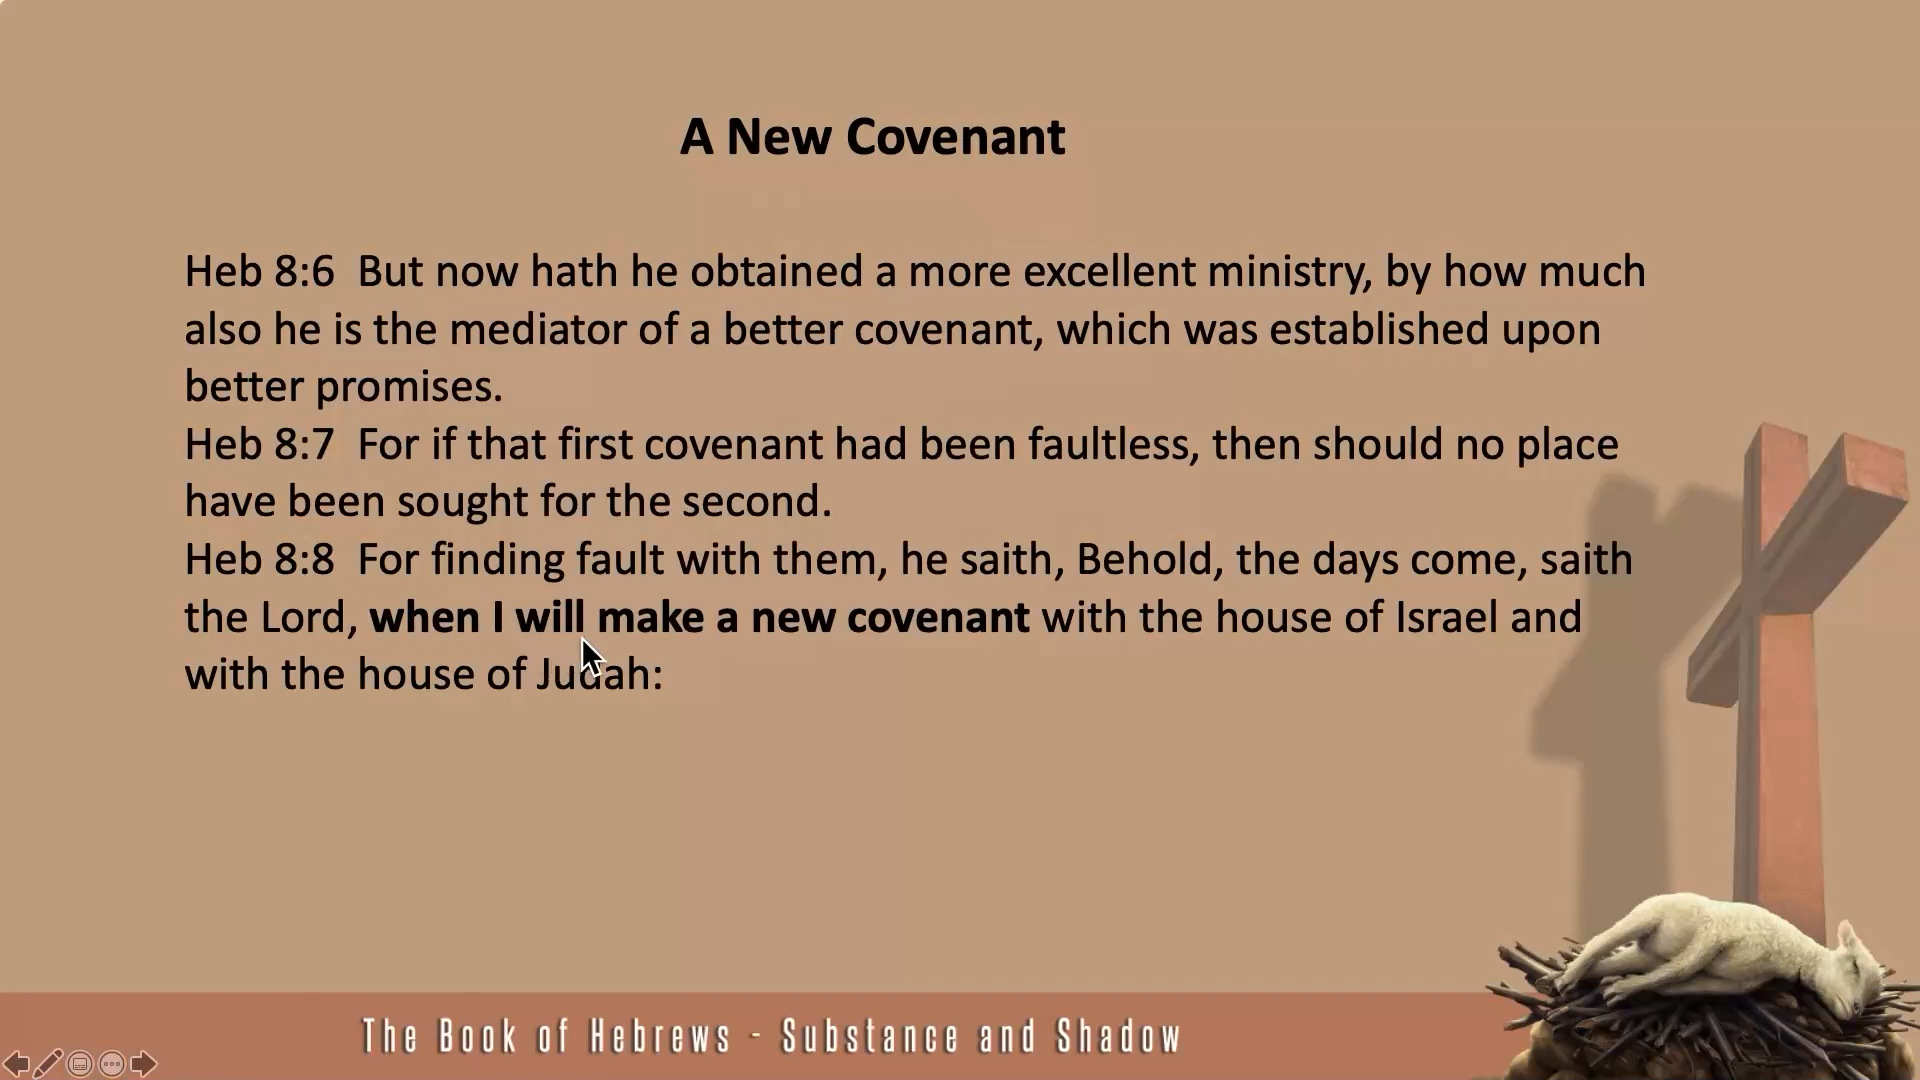 A New Covenant
Heb 8:6  But now hath he obtained a more excellent ministry, by how much
also he is the mediator of a better covenant, which was established upon
better promises.
Heb 8:7  For if that first covenant had been faultless, then should no place
have been sought for the second.
Heb 8:8  For finding fault with them, he saith, Behold, the days come, saith
the Lord, when I will make a new covenant with the house of Israel and
with the house of Judah:
The Book of Hebrews - Substance and Shadow